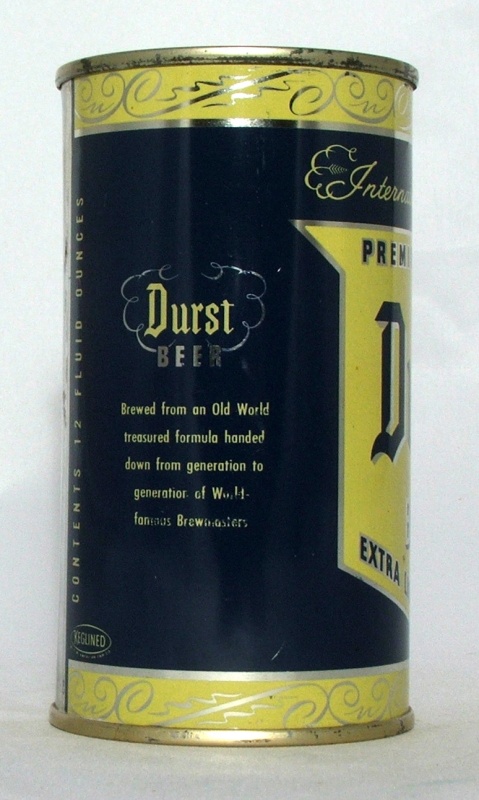 CONTENTS 12 FLUID OUNCES
Durst
BEER
Brewed from an Old World
treasured formula handed
down from generation to
generation of World-
famous Brewmasters
KEGLINED
Interna
PREMI
D
EXTRA L